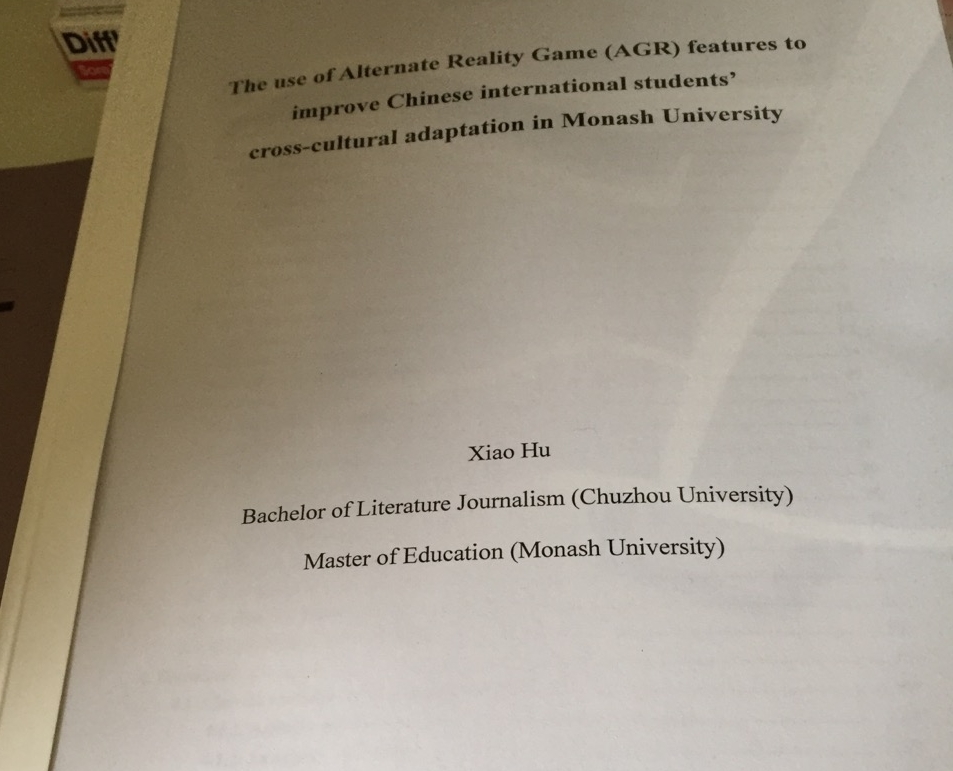 Diff
The use of Alternate Reality Game (AGR) features to
improve Chinese international students’
cross-cultural adaptation in Monash University
Xiao Hu
Bachelor of Literature Journalism (Chuzhou University)
Master of Education (Monash University)